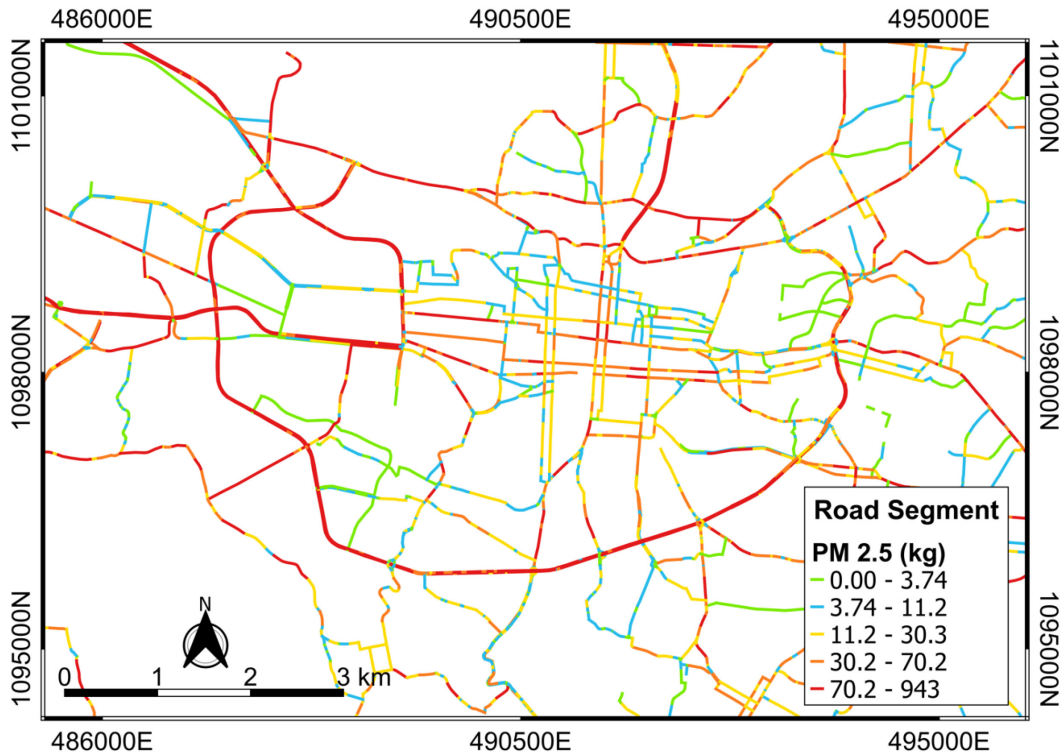 486000E 490500E 495000E
1101000N 1101000N
1098000N 1098000N
1095000N 1095000N
Road Segment
PM 2.5 (kg)
0.00 - 3.74
3.74 - 11.2
11.2 - 30.3
30.2 - 70.2
70.2 - 943
N
0 1 2 3 km
486000E 490500E 495000E